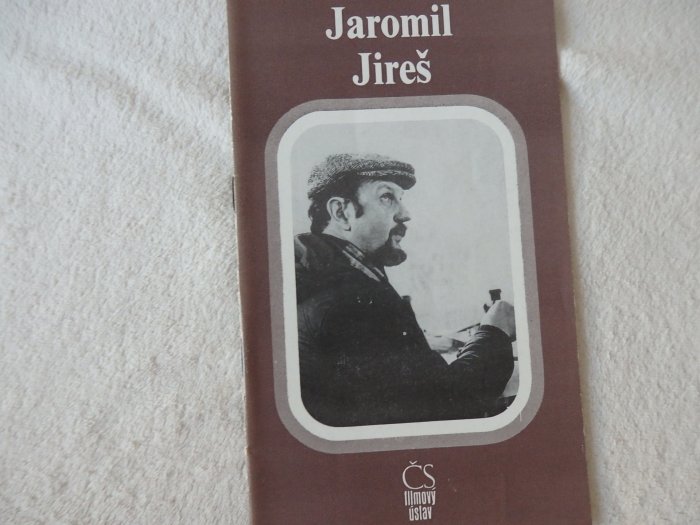 Jaromil
Jireš
ČS
filmový
ústav